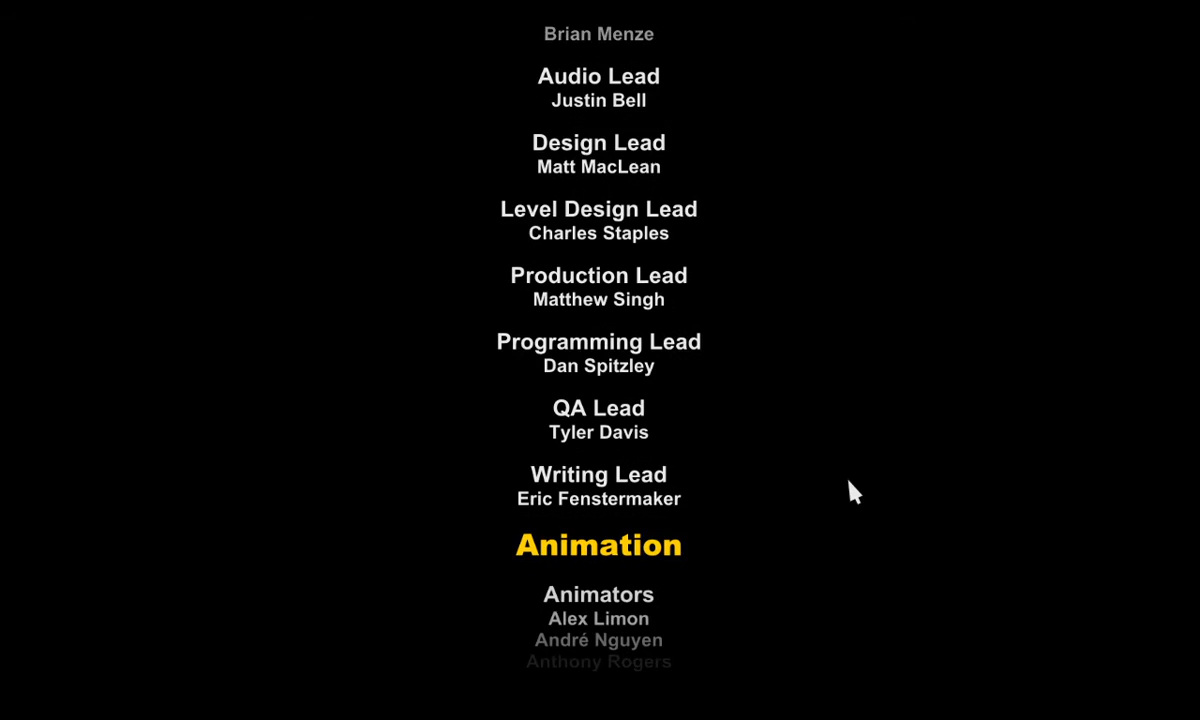 Brian Menze
Audio Lead
Justin Bell
Design Lead
Matt MacLean
Level Design Lead
Charles Staples
Production Lead
Matthew Singh
Programming Lead
Dan Spitzley
QA Lead
Tyler Davis
Writing Lead
Eric Fenstermaker
Animation
Animators
Alex Limon
André Nguyen
Anthony Rogers